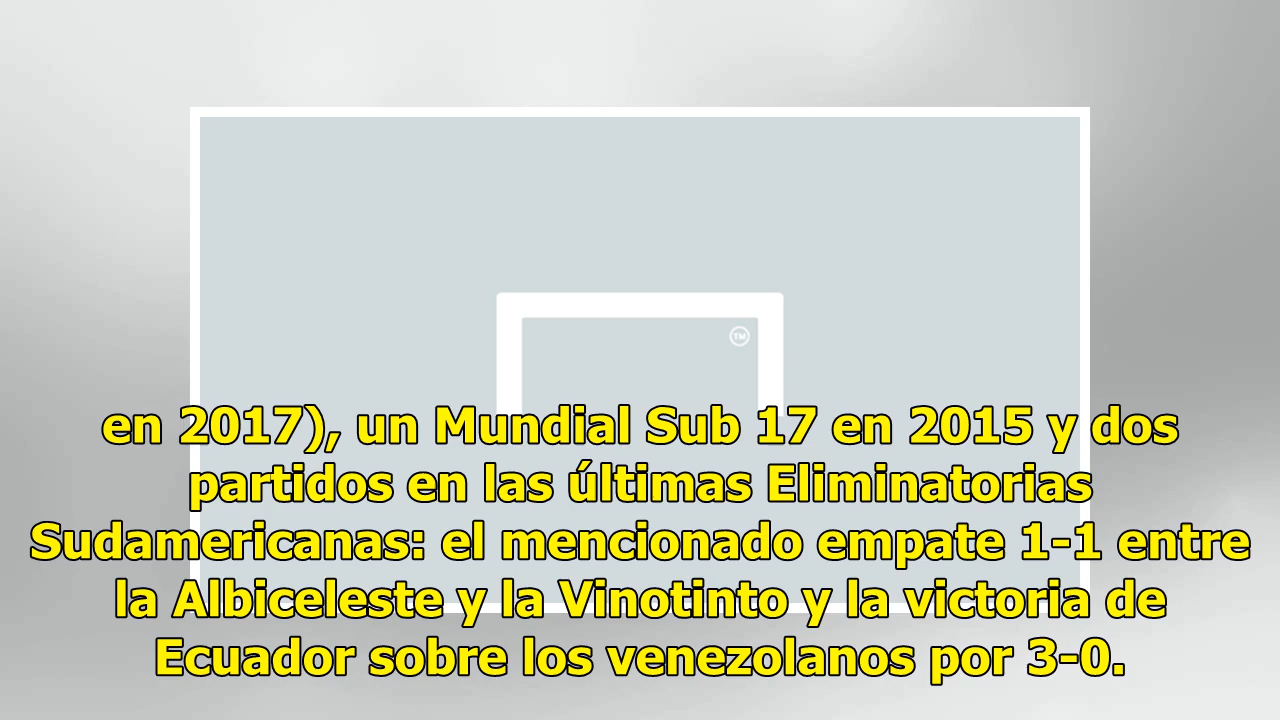 TM
en 2017), un Mundial Sub 17 en 2015 y dos
partidos en las últimas Eliminatorias
Sudamericanas: el mencionado empate 1-1 entre
la Albiceleste y la Vinotinto y la victoria de
Ecuador sobre los venezolanos por 3-0.